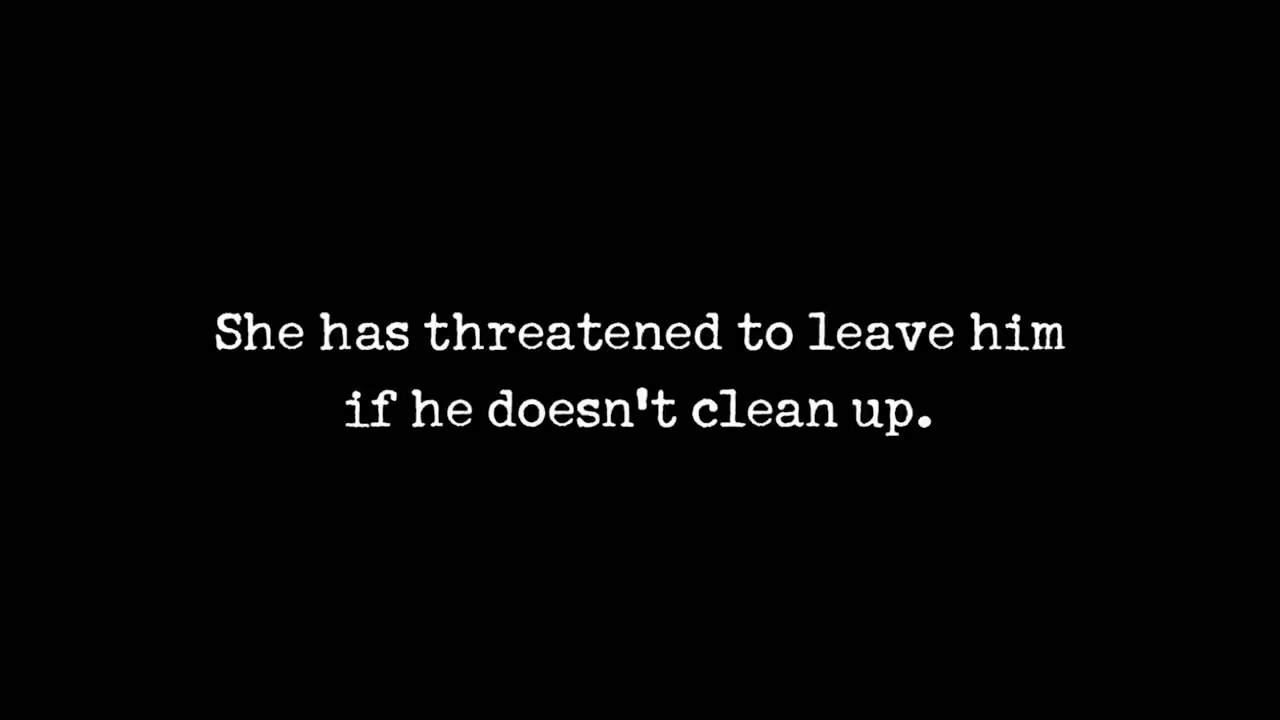 She has threatened to leave him
if he doesn't clean up.